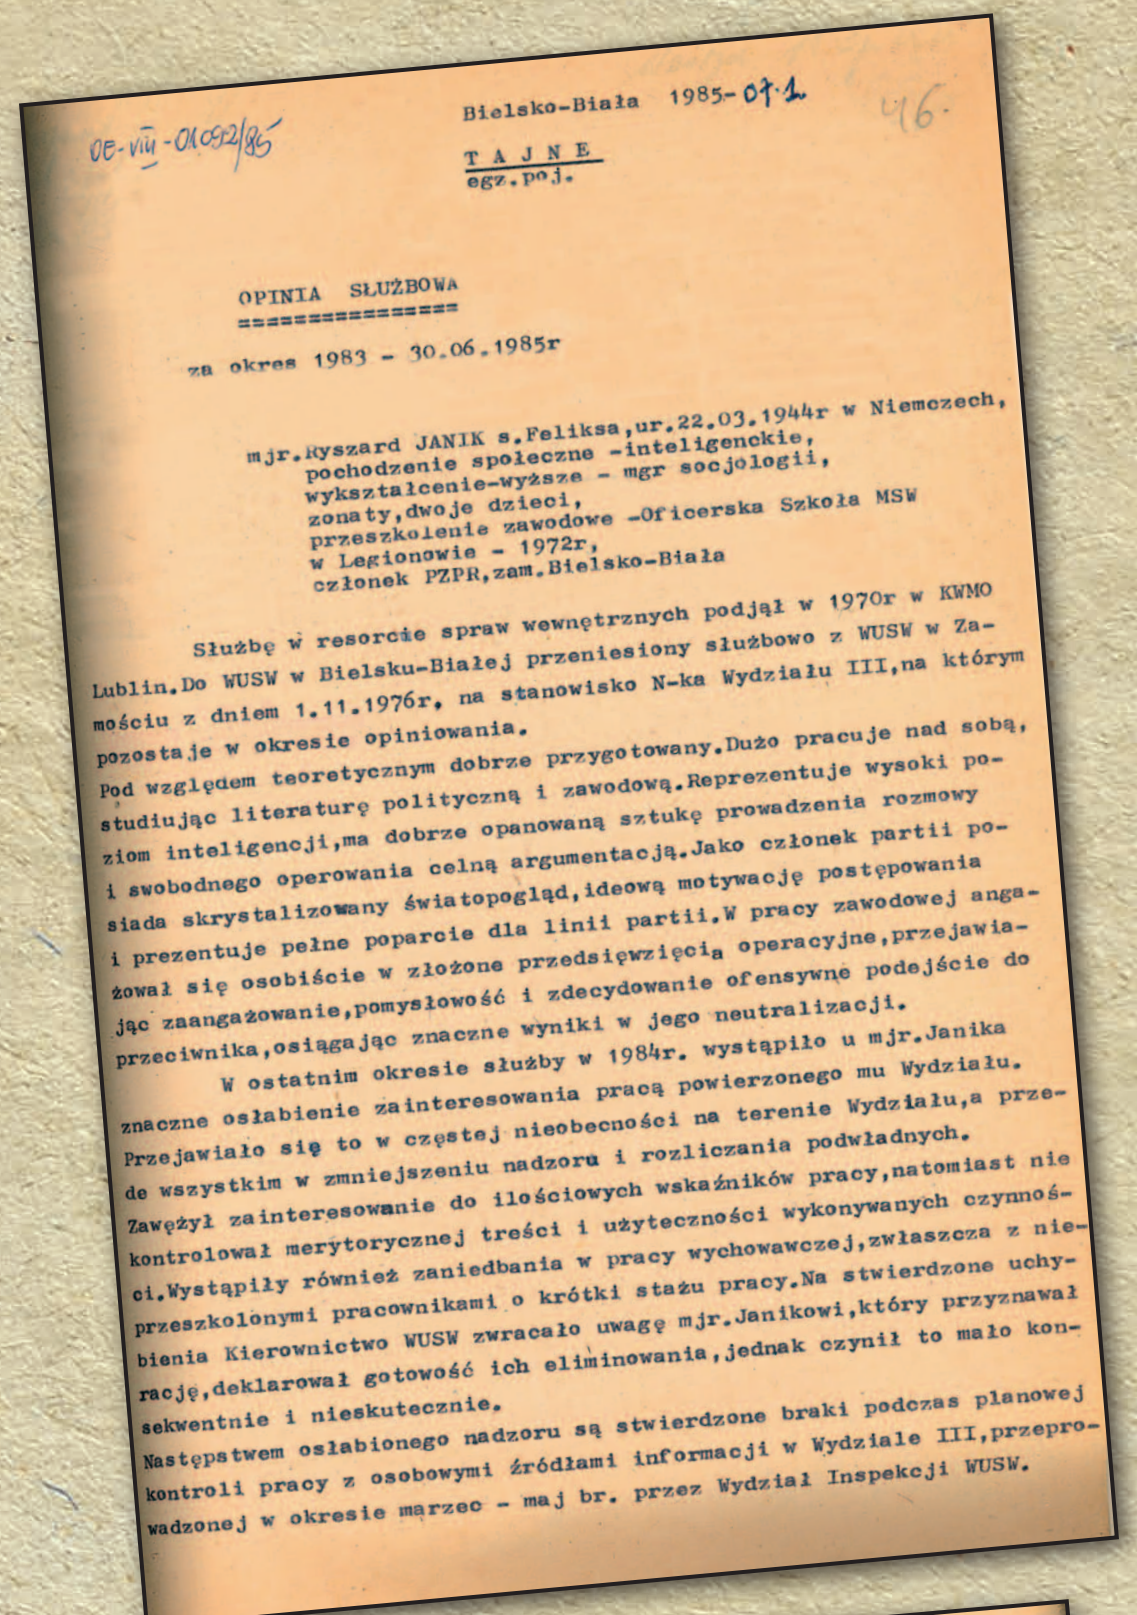 Bielsko-Biała 1985-07.1.
46.
OE-VIII-01092/85
T A J N E
egz.poj.
OPINIA SŁUŻBOWA
================
za okres 1983 - 30.06.1985r
mjr.Ryszard JANIK s.Feliksa,ur.22.03.1944r w Niemczech,
pochodzenie społeczne -inteligenckie,
wykształcenie-wyższe - mgr socjologii,
zonaty,dwoje dzieci,
przeszkolenie zawodowe -Oficerska Szkoła MSW
w Legionowie - 1972r,
członek PZPR,zam.Bielsko-Biała
Służbę w resorcie spraw wewnętrznych podjął w 1970r w KWMO
Lublin.Do WUSW w Bielsku-Białej przeniesiony służbowo z WUSW w Za-
mościu z dniem 1.11.1976r, na stanowisko N-ka Wydziału III,na którym
pozostaje w okresie opiniowania.
Pod względem teoretycznym dobrze przygotowany.Dużo pracuje nad sobą,
studiując literaturę polityczną i zawodową.Reprezentuje wysoki po-
ziom inteligencji,ma dobrze opanowaną sztukę prowadzenia rozmowy
i swobodnego operowania celną argumentacją.Jako członek partii po-
siada skrystalizowany światopogląd,ideową motywację postępowania
i prezentuje pełne poparcie dla linii partii.W pracy zawodowej anga-
żował się osobiście w złożone przedsięwzięcia operacyjne,przejawia-
jąc zaangażowanie,pomysłowość i zdecydowanie ofensywne podejście do
przeciwnika,osiągając znaczne wyniki w jego neutralizacji.
W ostatnim okresie służby w 1984r. wystąpiło u mjr.Janika
znaczne osłabienie zainteresowania pracą powierzonego mu Wydziału.
Przejawiało się to w częstej nieobecności na terenie Wydziału,a prze-
de wszystkim w zmniejszeniu nadzoru i rozliczania podwładnych.
Zawężył zainteresowanie do ilościowych wskaźników pracy,natomiast nie
kontrolował merytorycznej treści i użyteczności wykonywanych czynnoś-
ci.Wystąpiły również zaniedbania w pracy wychowawczej,zwłaszcza z nie-
przeszkolonymi pracownikami o krótki stażu pracy.Na stwierdzone uchy-
bienia Kierownictwo WUSW zwracało uwagę mjr.Janikowi,który przyznawał
rację,deklarował gotowość ich eliminowania,jednak czynił to mało kon-
sekwentnie i nieskutecznie.
Następstwem osłabionego nadzoru są stwierdzone braki podczas planowej
kontroli pracy z osobowymi źródłami informacji w Wydziale III,przepro-
wadzonej w okresie marzec - maj br. przez Wydział Inspekcji WUSW.